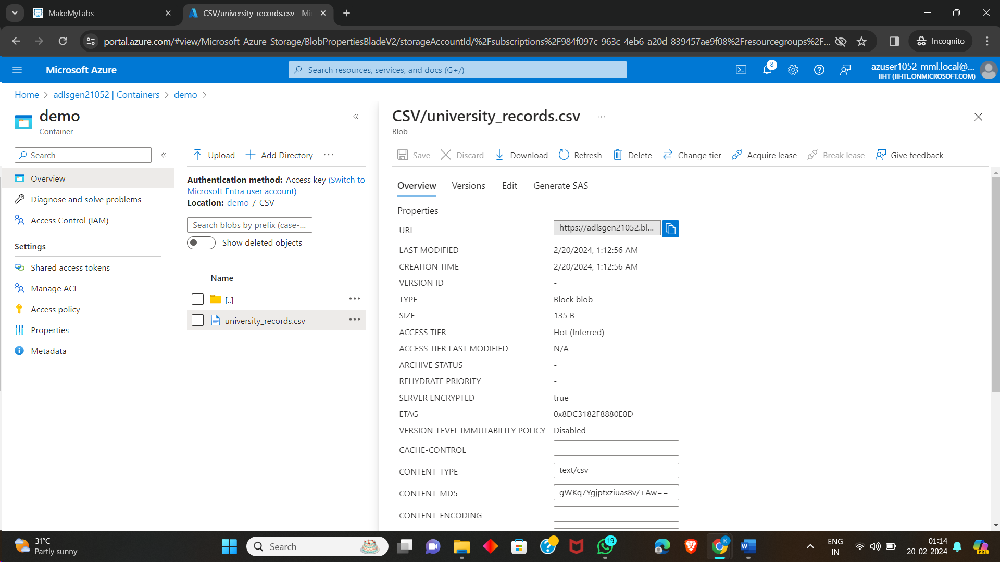 MakeMyLabs
CSV/university_records.csv - Mi
portal.azure.com/#view/Microsoft_Azure_Storage/BlobPropertiesBladeV2/storageAccountId/%2Fsubscriptions%2F984f097c-963c-4eb6-a20d-839457ae9f08%2Fresourcegroups%2F...
Incognito
Microsoft Azure
Search resources, services, and docs (G+/)
8
azuser1052_mml.local@...
IIHT (IIHTL.ONMICROSOFT.COM)
Home > adlsgen21052 | Containers > demo >
demo
Container
Search
Overview
Diagnose and solve problems
Access Control (IAM)
Settings
Shared access tokens
Manage ACL
Access policy
Properties
Metadata
Upload
Add Directory
Authentication method: Access key (Switch to
Microsoft Entra user account)
Location: demo / CSV
Search blobs by prefix (case-...
Show deleted objects
Name
[..]
university_records.csv
CSV/university_records.csv
Blob
Save
Discard
Download
Refresh
Delete
Change tier
Acquire lease
Break lease
Give feedback
Overview
Versions
Edit
Generate SAS
Properties
URL https://adlsgen21052.bl...
LAST MODIFIED 2/20/2024, 1:12:56 AM
CREATION TIME 2/20/2024, 1:12:56 AM
VERSION ID -
TYPE Block blob
SIZE 135 B
ACCESS TIER Hot (Inferred)
ACCESS TIER LAST MODIFIED N/A
ARCHIVE STATUS -
REHYDRATE PRIORITY -
SERVER ENCRYPTED true
ETAG 0x8DC3182F8880E8D
VERSION-LEVEL IMMUTABILITY POLICY Disabled
CACHE-CONTROL
CONTENT-TYPE text/csv
CONTENT-MD5 gWKq7Ygjptxziuas8v/+Aw==
CONTENT-ENCODING
31°C
Partly sunny
Search
19
K
W
ENG
IN
01:14
20-02-2024
PRE